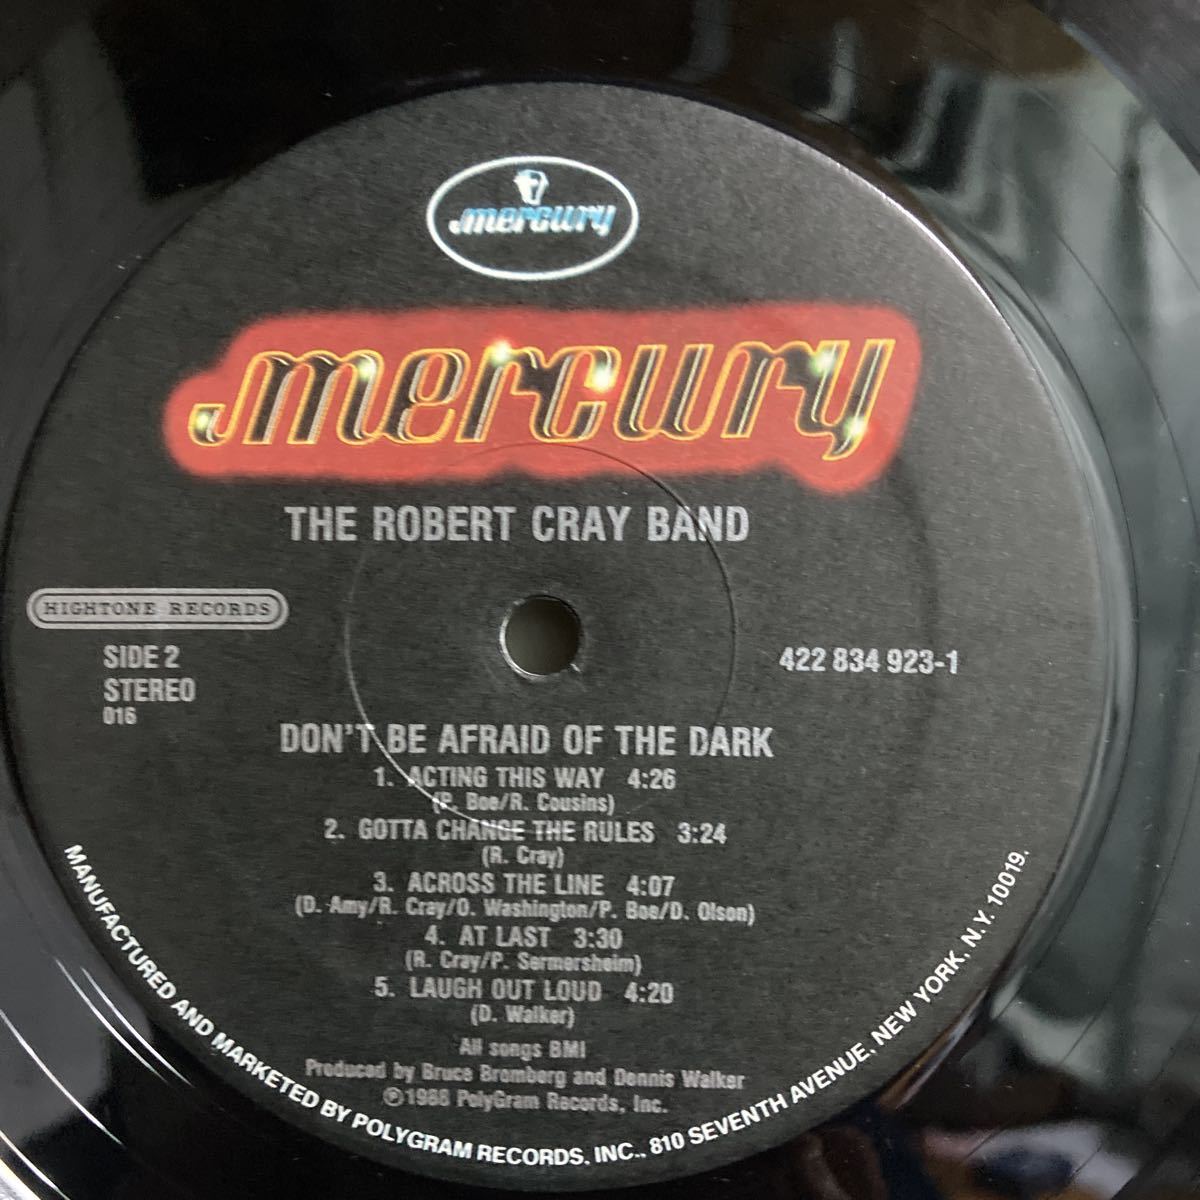 mercury
mercury
THE ROBERT CRAY BAND
HIGHTONE RECORDS
SIDE 2
STEREO
016
422 834 923-1
DON'T BE AFRAID OF THE DARK
1. ACTING THIS WAY 4:26
(P. Boe/R. Cousins)
2. GOTTA CHANGE THE RULES 3:24
(R. Cray)
3. ACROSS THE LINE 4:07
(D. Amy/R. Cray/O. Washington/P. Boe/D. Olson)
4. AT LAST 3:30
(R. Cray/P. Sermersheim)
5. LAUGH OUT LOUD 4:20
(D. Walker)
All songs BMI
Produced by Bruce Bromberg and Dennis Walker
℗1988 PolyGram Records, Inc.
MANUFACTURED AND MARKETED BY POLYGRAM RECORDS, INC., 810 SEVENTH AVENUE, NEW YORK, N.Y. 10019.